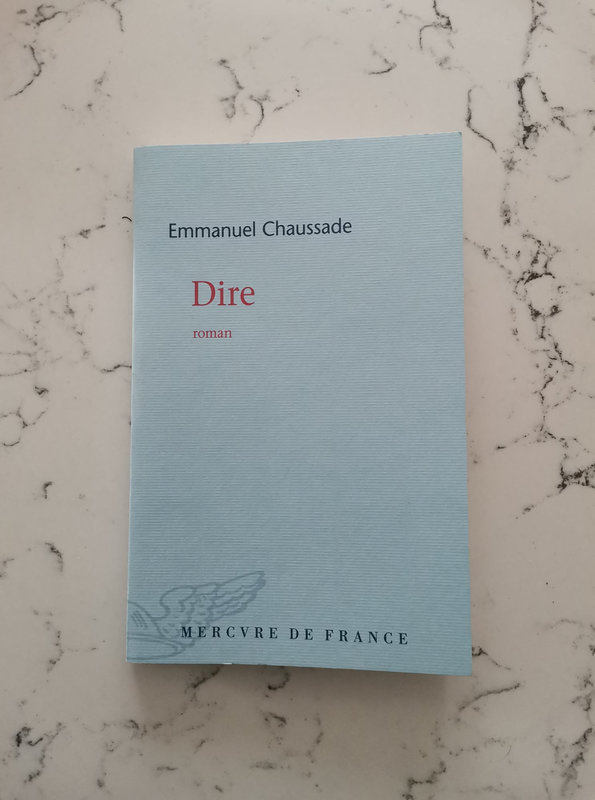 Emmanuel Chaussade
Dire
roman
MERCVRE DE FRANCE